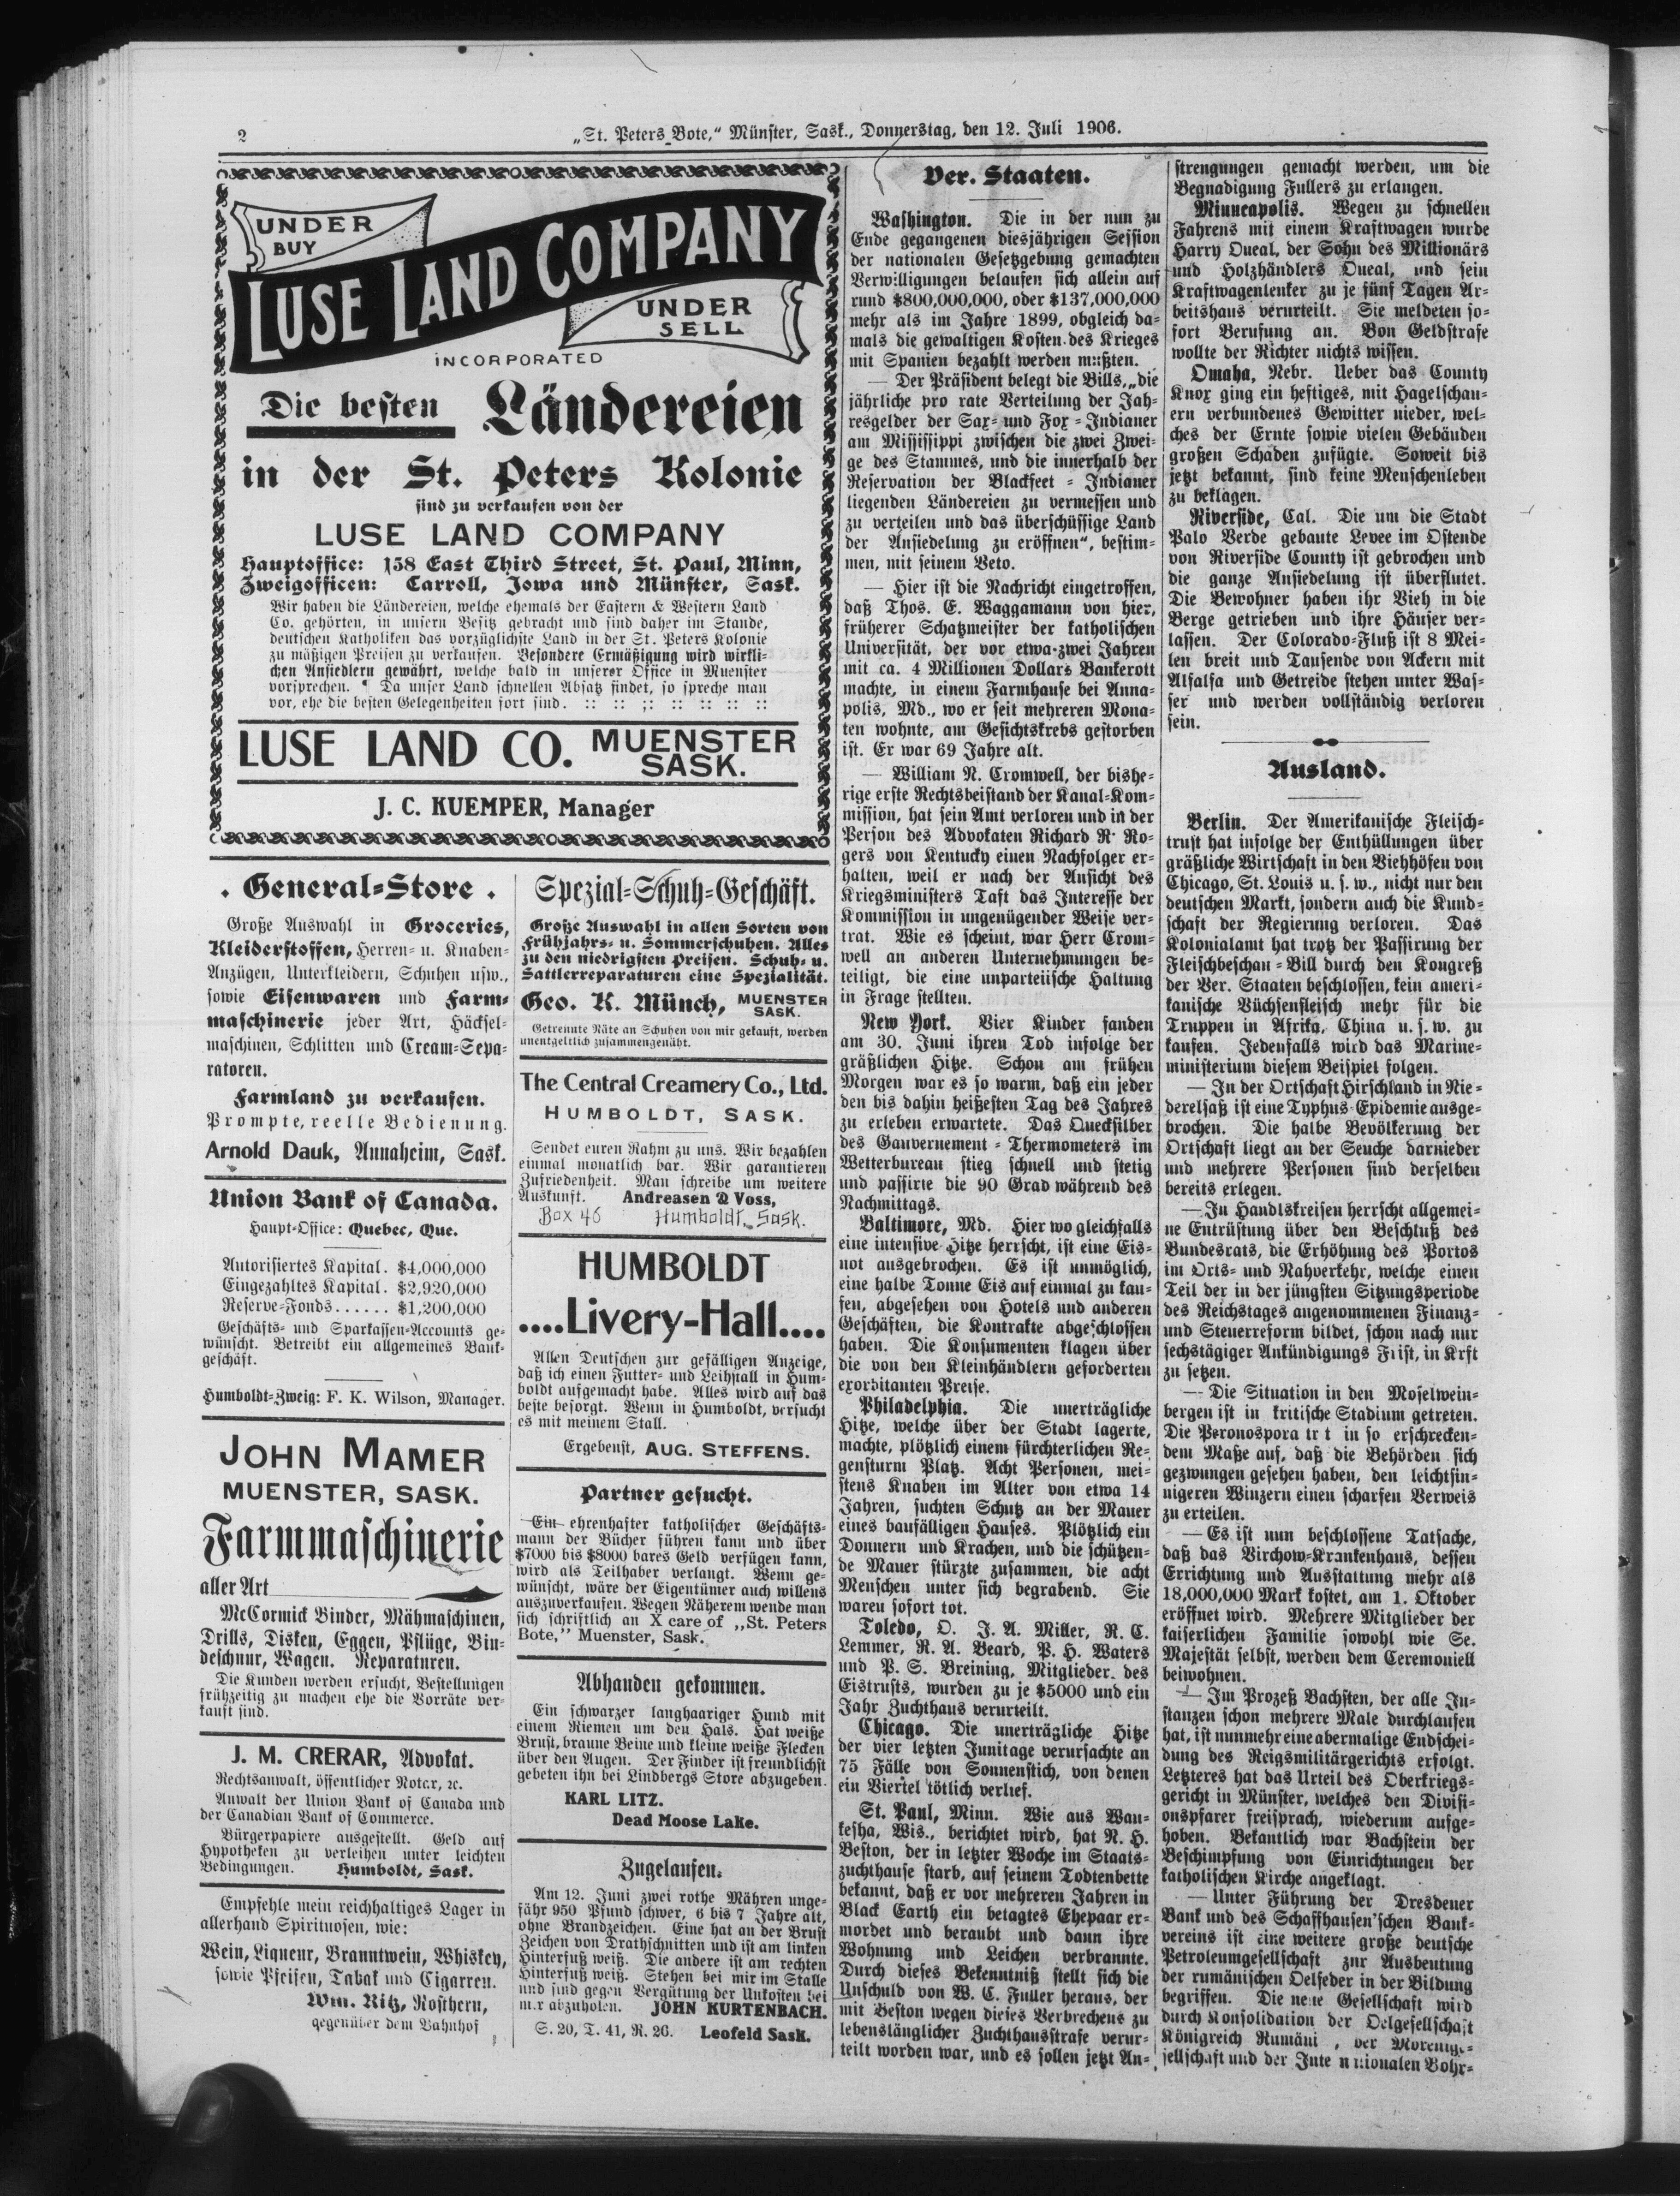 2
„St. Peters Bote,“ Münster, Sask., Donnerstag, den 12. Juli 1906.
UNDER
BUY
LUSE LAND COMPANY
UNDER
SELL
INCORPORATED
Die besten Ländereien
in der St. Peters Kolonie
sind zu verkaufen von der
LUSE LAND COMPANY
Hauptoffice: 158 East Third Street, St. Paul, Minn,
Zweigofficen: Carroll, Iowa und Münster, Sask.
Wir haben die Ländereien, welche ehemals der Eastern & Western Land
Co. gehörten, in unsern Besitz gebracht und sind daher im Stande,
deutschen Katholiken das vorzüglichste Land in der St. Peters Kolonie
zu mäßigen Preisen zu verkaufen. Besondere Ermäßigung wird wirkli-
chen Ansiedlern gewährt, welche bald in unserer Office in Muenster
vorsprechen. Da unser Land schnellen Absatz findet, so spreche man
vor, ehe die besten Gelegenheiten fort sind. :: :: :: :: :: :: ::
LUSE LAND CO. MUENSTER
SASK.
J. C. KUEMPER, Manager
. General-Store .
Große Auswahl in Groceries,
Kleiderstoffen, Herren- u. Knaben-
Anzügen, Unterkleidern, Schuhen usw.,
sowie Eisenwaren und Farm-
maschinerie jeder Art, Häcksel-
maschinen, Schlitten und Cream-Sepa-
ratoren.
Farmland zu verkaufen.
Prompte, reelle Bedienung.
Arnold Dauk, Annaheim, Sask.
Union Bank of Canada.
Haupt-Office: Quebec, Que.
Autorisiertes Kapital. $4,000,000
Eingezahltes Kapital. $2,920,000
Reserve-Fonds...... $1,200,000
Geschäfts- und Sparkassen-Accounts ge-
wünscht. Betreibt ein allgemeines Bank-
geschäft.
Humboldt-Zweig: F. K. Wilson, Manager.
JOHN MAMER
MUENSTER, SASK.
Farmmaschinerie
aller Art
McCormick Binder, Mähmaschinen,
Drills, Disken, Eggen, Pflüge, Bin-
deschnur, Wagen. Reparaturen.
Die Kunden werden ersucht, Bestellungen
frühzeitig zu machen ehe die Vorräte ver-
kauft sind.
J. M. CRERAR, Advokat.
Rechtsanwalt, öffentlicher Notar, ec.
Anwalt der Union Bank of Canada und
der Canadian Bank of Commerce.
Bürgerpapiere ausgestellt. Geld auf
Hypotheken zu verleihen unter leichten
Bedingungen. Humboldt, Sask.
Empfehle mein reichhaltiges Lager in
allerhand Spirituosen, wie:
Wein, Liqueur, Branntwein, Whiskey,
sowie Pfeifen, Tabak und Cigarren.
Wm. Ritz, Rosthern,
gegenüber dem Bahnhof
Spezial-Schuh-Geschäft.
Große Auswahl in allen Sorten von
Frühjahrs- u. Sommerschuhen. Alles
zu den niedrigsten Preisen. Schuh- u.
Sattlerreparaturen eine Spezialität.
Geo. K. Münch, MUENSTER
SASK.
Getrennte Näte an Schuhen von mir gekauft, werden
unentgeltlich zusammengenäht.
The Central Creamery Co., Ltd.
HUMBOLDT, SASK.
Sendet euren Rahm zu uns. Wir bezahlen
einmal monatlich bar. Wir garantieren
Zufriedenheit. Man schreibe um weitere
Auskunft. Andreasen & Voss,
Box 46 Humboldt, Sask.
HUMBOLDT
....Livery-Hall....
Allen Deutschen zur gefälligen Anzeige,
daß ich einen Futter- und Leihstall in Hum-
boldt aufgemacht habe. Alles wird auf das
beste besorgt. Wenn in Humboldt, versucht
es mit meinem Stall.
Ergebenst, AUG. STEFFENS.
Partner gesucht.
Ein ehrenhafter katholischer Geschäfts-
mann der Bücher führen kann und über
$7000 bis $8000 bares Geld verfügen kann,
wird als Teilhaber verlangt. Wenn ge-
wünscht, wäre der Eigentümer auch willens
auszuverkaufen. Wegen Näherem wende man
sich schriftlich an X care of „St. Peters
Bote,” Muenster, Sask.
Abhanden gekommen.
Ein schwarzer langhaariger Hund mit
einem Riemen um den Hals. Hat weiße
Brust, braune Beine und kleine weiße Flecken
über den Augen. Der Finder ist freundlichst
gebeten ihn bei Lindbergs Store abzugeben.
KARL LITZ.
Dead Moose Lake.
Zugelaufen.
Am 12. Juni zwei rothe Mähren unge-
fähr 950 Pfund schwer, 6 bis 7 Jahre alt,
ohne Brandzeichen. Eine hat an der Brust
Zeichen von Drathschnitten und ist am linken
Hinterfuß weiß. Die andere ist am rechten
Hinterfuß weiß. Stehen bei mir im Stalle
und sind gegen Vergütung der Unkosten bei
mir abzuholen. JOHN KURTENBACH.
S. 20, T. 41, R. 26. Leofeld Sask.
Ver. Staaten.
Washington. Die in der nun zu
Ende gegangenen diesjährigen Session
der nationalen Gesetzgebung gemachten
Verwilligungen belaufen sich allein auf
rund $800,000,000, oder $137,000,000
mehr als im Jahre 1899, obgleich da-
mals die gewaltigen Kosten des Krieges
mit Spanien bezahlt werden mußten.
— Der Präsident belegt die Bills, „die
jährliche pro rate Verteilung der Jah-
resgelder der Sax- und Fox-Indianer
am Mississippi zwischen die zwei Zwei-
ge des Stammes, und die innerhalb der
Reservation der Blackfeet-Indianer
liegenden Ländereien zu vermessen und
zu verteilen und das überschüssige Land
der Ansiedelung zu eröffnen“, bestim-
men, mit seinem Veto.
— Hier ist die Nachricht eingetroffen,
daß Thos. E. Waggamann von hier,
früherer Schatzmeister der katholischen
Universität, der vor etwa zwei Jahren
mit ca. 4 Millionen Dollars Bankerott
machte, in einem Farmhause bei Anna-
polis, Md., wo er seit mehreren Mona-
ten wohnte, am Gesichtskrebs gestorben
ist. Er war 69 Jahre alt.
— William N. Cromwell, der bishe-
rige erste Rechtsbeistand der Kanal-Kom-
mission, hat sein Amt verloren und in der
Person des Advokaten Richard R. Ro-
gers von Kentucky einen Nachfolger er-
halten, weil er nach der Ansicht des
Kriegsministers Taft das Interesse der
Kommission in ungenügender Weise ver-
trat. Wie es scheint, war Herr Crom-
well an anderen Unternehmungen be-
teiligt, die eine unparteiische Haltung
in Frage stellten.
New York. Vier Kinder fanden
am 30. Juni ihren Tod infolge der
gräßlichen Hitze. Schon am frühen
Morgen war es so warm, daß ein jeder
den bis dahin heißesten Tag des Jahres
zu erleben erwartete. Das Quecksilber
des Gauvernement-Thermometers im
Wetterbureau stieg schnell und stetig
und passirte die 90 Grad während des
Nachmittags.
Baltimore, Md. Hier wo gleichfalls
eine intensive Hitze herrscht, ist eine Eis-
not ausgebrochen. Es ist unmöglich,
eine halbe Tonne Eis auf einmal zu kau-
fen, abgesehen von Hotels und anderen
Geschäften, die Kontrakte abgeschlossen
haben. Die Konsumenten klagen über
die von den Kleinhändlern geforderten
exorbitanten Preise.
Philadelphia. Die unerträgliche
Hitze, welche über der Stadt lagerte,
machte, plötzlich einem fürchterlichen Re-
gensturm Platz. Acht Personen, mei-
stens Knaben im Alter von etwa 14
Jahren, suchten Schutz an der Mauer
eines baufälligen Hauses. Plötzlich ein
Donnern und Krachen, und die schützen-
de Mauer stürzte zusammen, die acht
Menschen unter sich begrabend. Sie
waren sofort tot.
Toledo, O. J. A. Miller, R. C.
Lemmer, R. A. Beard, P. H. Waters
und P. S. Breining, Mitglieder des
Eistrusts, wurden zu je $5000 und ein
Jahr Zuchthaus verurteilt.
Chicago. Die unerträgliche Hitze
der vier letzten Junitage verursachte an
75 Fälle von Sonnenstich, von denen
ein Viertel tötlich verlief.
St. Paul, Minn. Wie aus Wau-
kesha, Wis., berichtet wird, hat N. H.
Beston, der in letzter Woche im Staats-
zuchthause starb, auf seinem Todtenbette
bekannt, daß er vor mehreren Jahren in
Black Earth ein betagtes Ehepaar er-
mordet und beraubt und dann ihre
Wohnung und Leichen verbrannte.
Durch dieses Bekenntniß stellt sich die
Unschuld von W. C. Fuller heraus, der
mit Beston wegen dieses Verbrechens zu
lebenslänglicher Zuchthausstrafe verur-
teilt worden war, und es sollen jetzt An-
strengungen gemacht werden, um die
Begnadigung Fullers zu erlangen.
Minneapolis. Wegen zu schnellen
Fahrens mit einem Kraftwagen wurde
Harry Oueal, der Sohn des Millionärs
und Holzhändlers Oueal, und sein
Kraftwagenlenker zu je fünf Tagen Ar-
beitshaus verurteilt. Sie meldeten so-
fort Berufung an. Von Geldstrafe
wollte der Richter nichts wissen.
Omaha, Nebr. Ueber das County
Knox ging ein heftiges, mit Hagelschau-
ern verbundenes Gewitter nieder, wel-
ches der Ernte sowie vielen Gebäuden
großen Schaden zufügte. Soweit bis
jetzt bekannt, sind keine Menschenleben
zu beklagen.
Riverside, Cal. Die um die Stadt
Palo Verde gebaute Levee im Ostende
von Riverside County ist gebrochen und
die ganze Ansiedelung ist überflutet.
Die Bewohner haben ihr Vieh in die
Berge getrieben und ihre Häuser ver-
lassen. Der Colorado-Fluß ist 8 Mei-
len breit und Tausende von Ackern mit
Alfalfa und Getreide stehen unter Was-
ser und werden vollständig verloren
sein.
Ausland.
Berlin. Der Amerikanische Fleisch-
trust hat infolge der Enthüllungen über
gräßliche Wirtschaft in den Viehhöfen von
Chicago, St. Louis u. s. w., nicht nur den
deutschen Markt, sondern auch die Kund-
schaft der Regierung verloren. Das
Kolonialamt hat trotz der Passirung der
Fleischbeschau-Bill durch den Kongreß
der Ver. Staaten beschlossen, kein ameri-
kanische Büchsenfleisch mehr für die
Truppen in Afrika, China u. s. w. zu
kaufen. Jedenfalls wird das Marine-
ministerium diesem Beispiel folgen.
— In der Ortschaft Hirschland in Nie-
derelsaß ist eine Typhus-Epidemie ausge-
brochen. Die halbe Bevölkerung der
Ortschaft liegt an der Seuche darnieder
und mehrere Personen sind derselben
bereits erlegen.
— In Handlskreisen herrscht allgemei-
ne Entrüstung über den Beschluß des
Bundesrats, die Erhöhung des Portos
im Orts- und Nahverkehr, welche einen
Teil der in der jüngsten Sitzungsperiode
des Reichstages angenommenen Finanz-
und Steuerreform bildet, schon nach nur
sechstägiger Ankündigungs Frist, in Krft
zu setzen.
— Die Situation in den Moselwein-
bergen ist in kritische Stadium getreten.
Die Peronospora tr t in so erschrecken-
dem Maße auf, daß die Behörden sich
gezwungen gesehen haben, den leichtsin-
nigeren Winzern einen scharfen Verweis
zu erteilen.
— Es ist nun beschlossene Tatsache,
daß das Virchow-Krankenhaus, dessen
Errichtung und Ausstattung mehr als
18,000,000 Mark kostet, am 1. Oktober
eröffnet wird. Mehrere Mitglieder der
kaiserlichen Familie sowohl wie Se.
Majestät selbst, werden dem Ceremoniell
beiwohnen.
— Im Prozeß Bachsten, der alle In-
stanzen schon mehrere Male durchlaufen
hat, ist nunmehr eine abermalige Endschei-
dung des Reigsmilitärgerichts erfolgt.
Letzteres hat das Urteil des Oberkriegs-
gericht in Münster, welches den Divisi-
onspfarer freisprach, wiederum aufge-
hoben. Bekantlich war Bachstein der
Beschimpfung von Einrichtungen der
katholischen Kirche angeklagt.
— Unter Führung der Dresdener
Bank und des Schaffhausen'schen Bank-
vereins ist eine weitere große deutsche
Petroleumgesellschaft zur Ausbeutung
der rumänischen Oelfeder in der Bildung
begriffen. Die neue Gesellschaft wird
durch Konsolidation der Oelgesellschaft
Königreich Rumäni , der
sellschaft und der Inte nationalen Bohr-